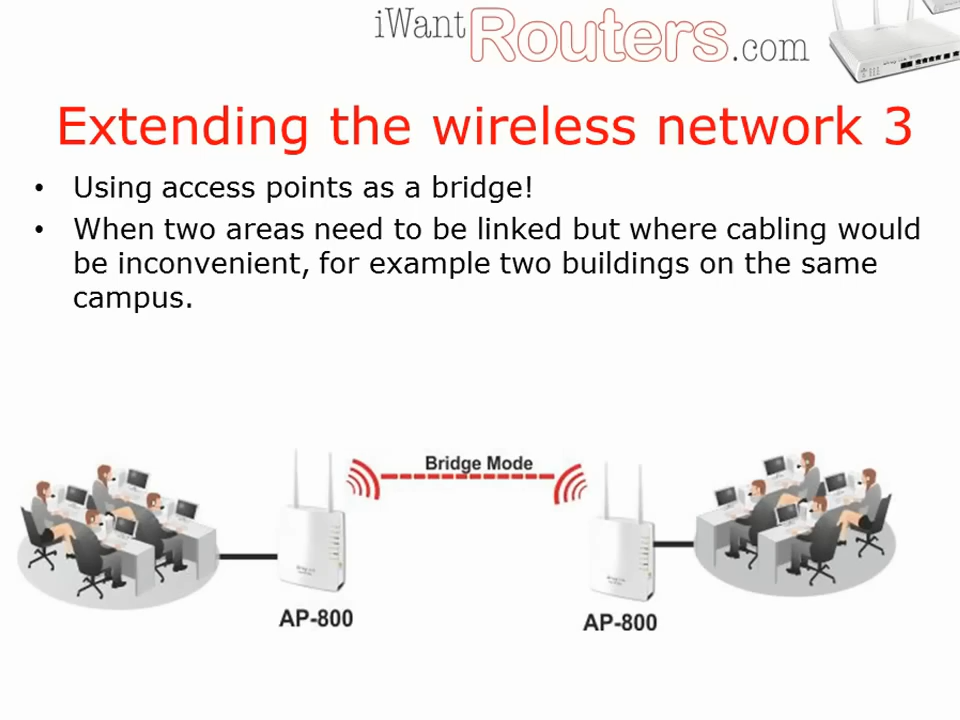 iWant Routers.com
Extending the wireless network 3
• Using access points as a bridge!
• When two areas need to be linked but where cabling would
be inconvenient, for example two buildings on the same
campus.
Bridge Mode
AP-800
AP-800